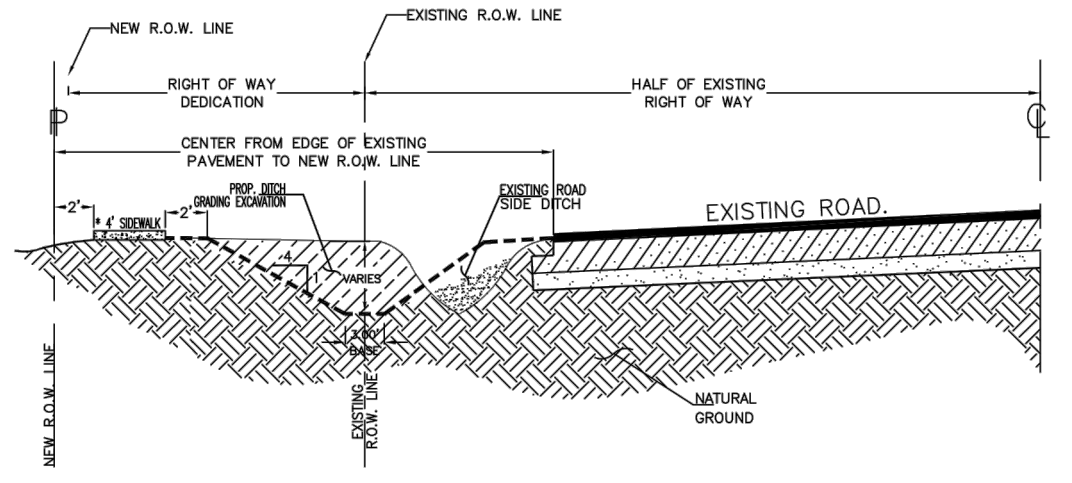 EXISTING R.O.W. LINE
NEW R.O.W. LINE
RIGHT OF WAY
DEDICATION
HALF OF EXISTING
RIGHT OF WAY
P
CL
CENTER FROM EDGE OF EXISTING
PAVEMENT TO NEW R.O.W. LINE
PROP. DITCH
GRADING EXCAVATION
EXISTING ROAD
SIDE DITCH
2'
* 4' SIDEWALK
2'
EXISTING ROAD.
4
1
VARIES
3.00'
BASE
NATURAL
GROUND
NEW R.O.W. LINE
EXISTING
R.O.W. LINE